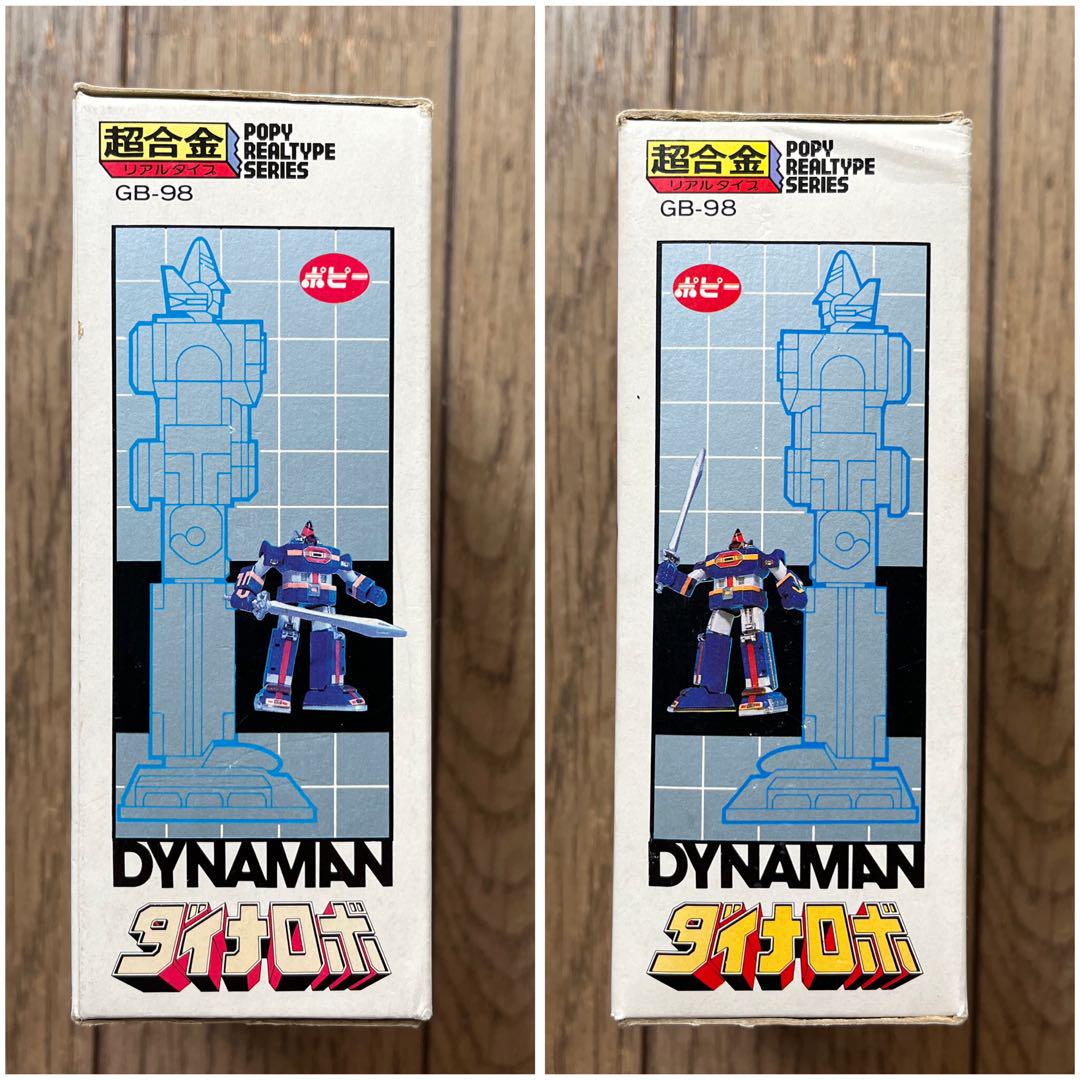 超合金
リアルタイプ
POPY
REALTYPE
SERIES
GB-98
ポピー
DYNAMAN
ダイナロボ
超合金
リアルタイプ
POPY
REALTYPE
SERIES
GB-98
ポピー
DYNAMAN
ダイナロボ